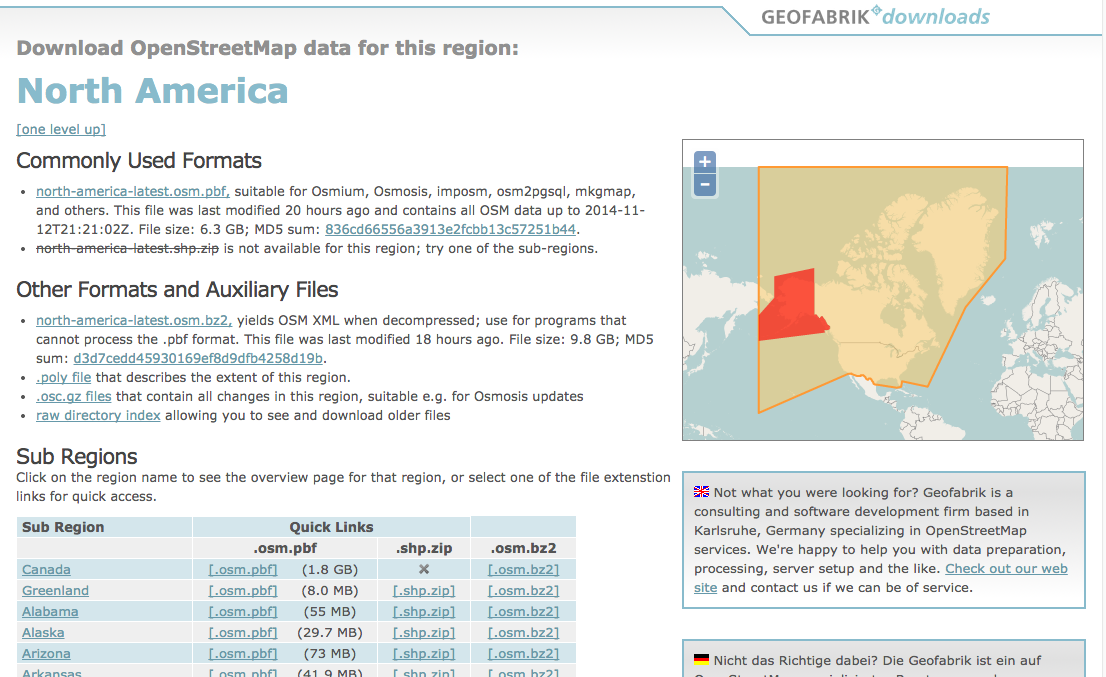 GEOFABRIK downloads
Download OpenStreetMap data for this region:
North America
[one level up]
Commonly Used Formats
• north-america-latest.osm.pbf, suitable for Osmium, Osmosis, imposm, osm2pgsql, mkgmap,
and others. This file was last modified 20 hours ago and contains all OSM data up to 2014-11-
12T21:21:02Z. File size: 6.3 GB; MD5 sum: 836cd66556a3913e2fcbb13c57251b44.
• north-america-latest.shp.zip is not available for this region; try one of the sub-regions.
Other Formats and Auxiliary Files
• north-america-latest.osm.bz2, yields OSM XML when decompressed; use for programs that
cannot process the .pbf format. This file was last modified 18 hours ago. File size: 9.8 GB; MD5
sum: d3d7cedd45930169ef8d9dfb4258d19b.
• .poly file that describes the extent of this region.
• .osc.gz files that contain all changes in this region, suitable e.g. for Osmosis updates
• raw directory index allowing you to see and download older files
Sub Regions
Click on the region name to see the overview page for that region, or select one of the file extenstion
links for quick access.
Sub Region Quick Links
.osm.pbf .shp.zip .osm.bz2
Canada [.osm.pbf] (1.8 GB) ✖ [.osm.bz2]
Greenland [.osm.pbf] (8.0 MB) [.shp.zip] [.osm.bz2]
Alabama [.osm.pbf] (55 MB) [.shp.zip] [.osm.bz2]
Alaska [.osm.pbf] (29.7 MB) [.shp.zip] [.osm.bz2]
Arizona [.osm.pbf] (73 MB) [.shp.zip] [.osm.bz2]
Arkansas [.osm.pbf] (41.9 MB) [.shp.zip] [.osm.bz2]
+
−
Not what you were looking for? Geofabrik is a
consulting and software development firm based in
Karlsruhe, Germany specializing in OpenStreetMap
services. We're happy to help you with data preparation,
processing, server setup and the like. Check out our web
site and contact us if we can be of service.
Nicht das Richtige dabei? Die Geofabrik ist ein auf